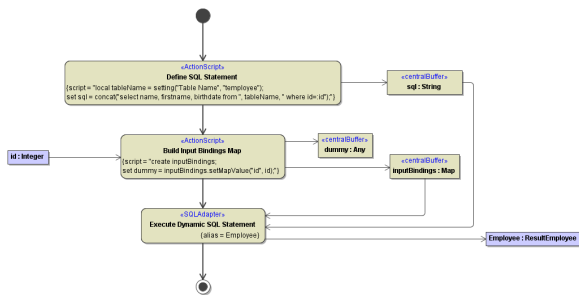 «ActionScript»
Define SQL Statement
{script = "local tableName = setting("Table Name", "temployee");
set sql = concat("select name, firstname, birthdate from ", tableName, " where id=:id");"}
«centralBuffer»
sql : String
«ActionScript»
Build Input Bindings Map
{script = "create inputBindings;
set dummy = inputBindings.setMapValue("id", id);"}
«centralBuffer»
dummy : Any
id : Integer
«centralBuffer»
inputBindings : Map
«SQLAdapter»
Execute Dynamic SQL Statement
{alias = Employee}
Employee : ResultEmployee